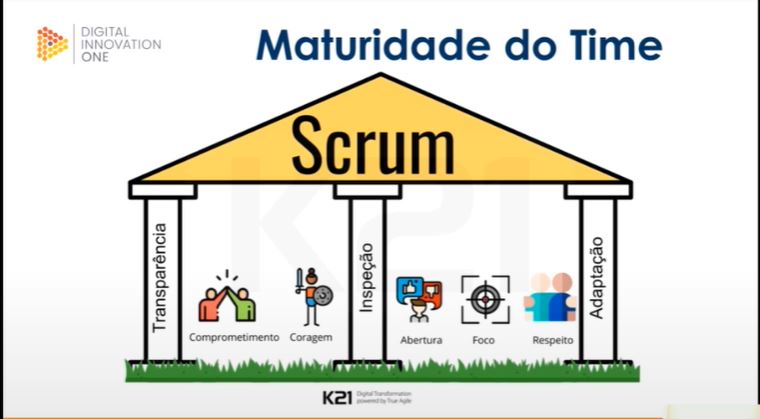 DIGITAL
INNOVATION
ONE
Maturidade do Time
Scrum
K21
Transparência
Inspeção
Adaptação
Comprometimento
Coragem
Abertura
Foco
Respeito
K21
Digital Transformation
powered by True Agile